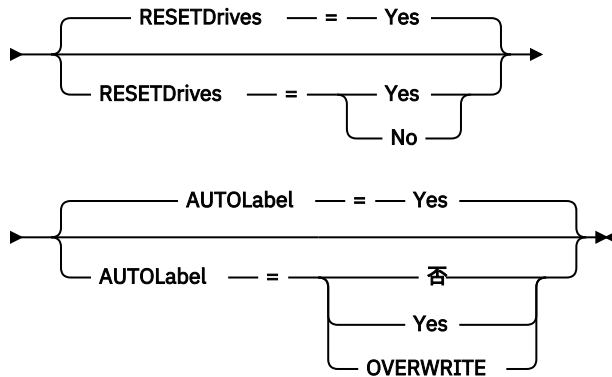 RESETDrives = Yes
RESETDrives = Yes
No
AUTOLabel = Yes
AUTOLabel = 否
Yes
OVERWRITE